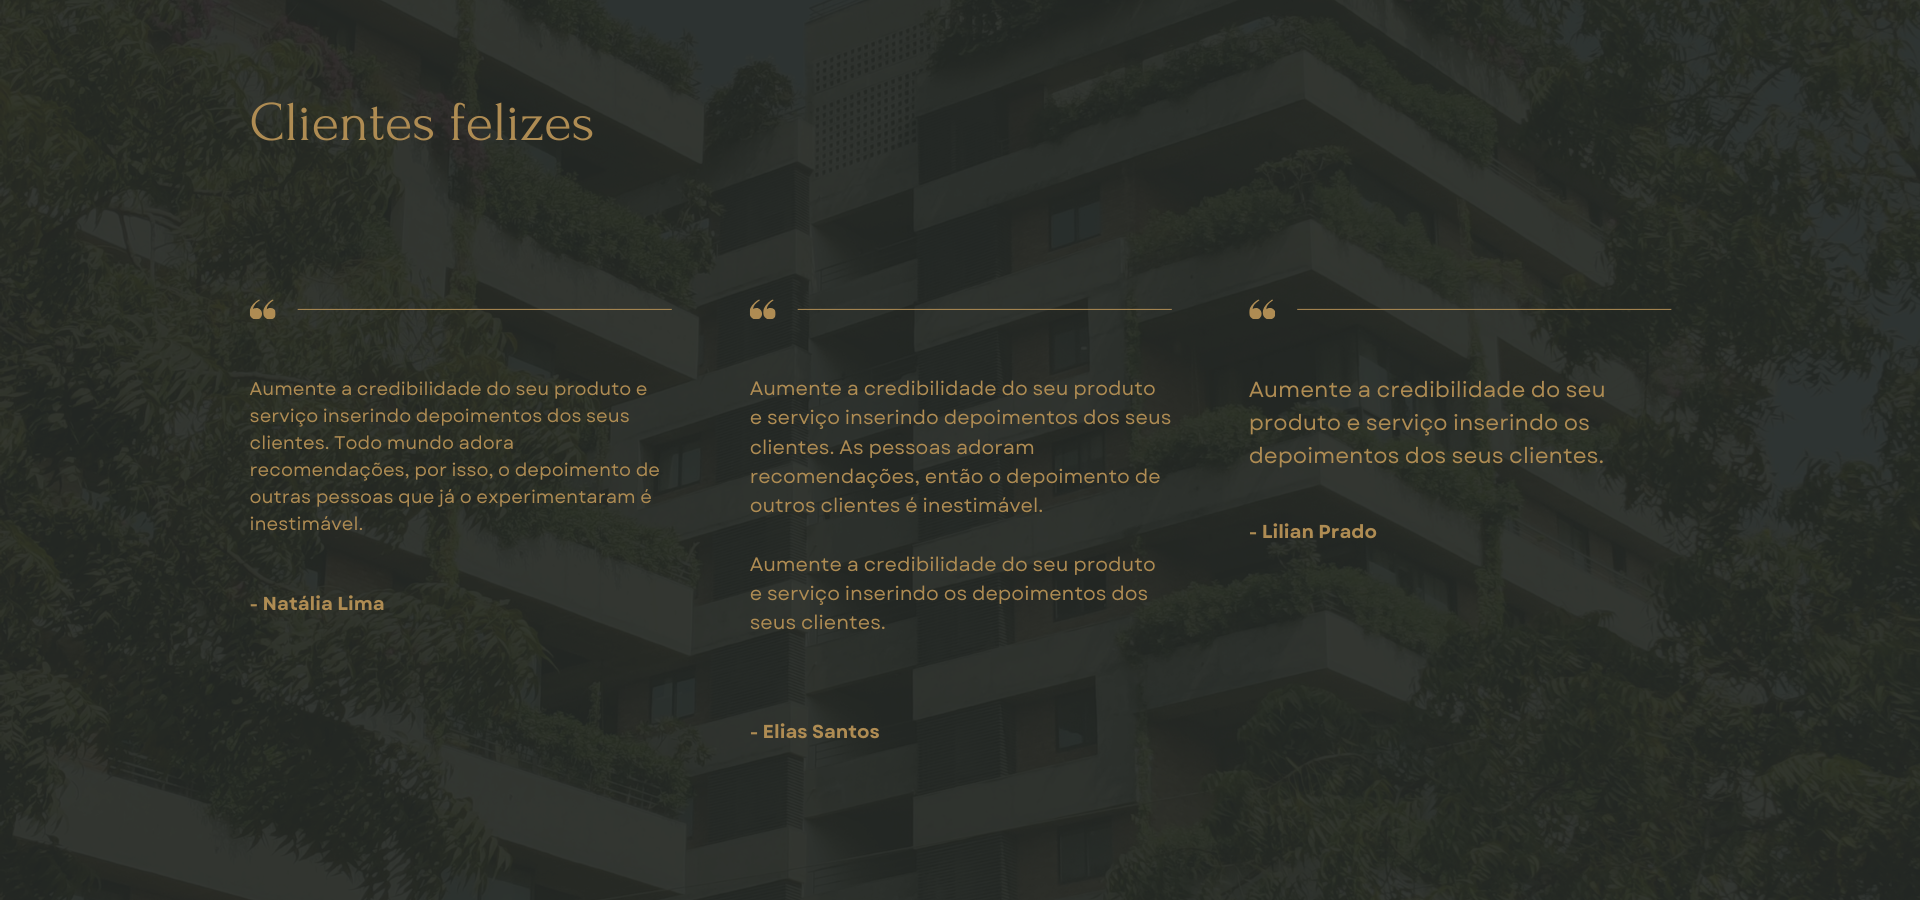 Clientes felizes
Aumente a credibilidade do seu produto e
serviço inserindo depoimentos dos seus
clientes. Todo mundo adora
recomendações, por isso, o depoimento de
outras pessoas que já o experimentaram é
inestimável.
- Natália Lima
Aumente a credibilidade do seu produto
e serviço inserindo depoimentos dos seus
clientes. As pessoas adoram
recomendações, então o depoimento de
outros clientes é inestimável.
Aumente a credibilidade do seu produto
e serviço inserindo os depoimentos dos
seus clientes.
- Elias Santos
Aumente a credibilidade do seu
produto e serviço inserindo os
depoimentos dos seus clientes.
- Lilian Prado